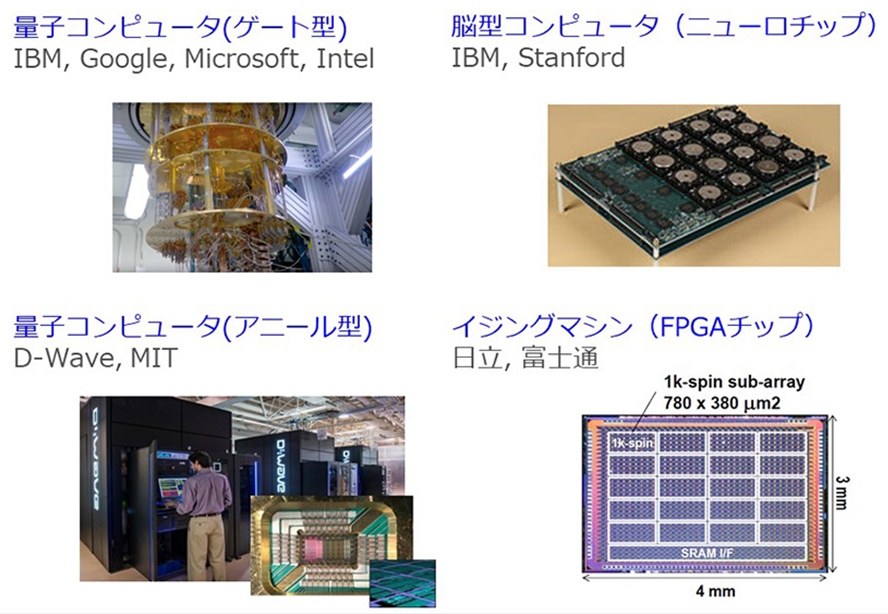 量子コンピュータ(ゲート型)
IBM, Google, Microsoft, Intel
脳型コンピュータ（ニューロチップ）
IBM, Stanford
量子コンピュータ(アニール型)
D-Wave, MIT
D:wave
D:wave
イジングマシン（FPGAチップ）
日立, 富士通
1k-spin sub-array
780 x 380 μm2
1k-spin
SRAM I/F
3 mm
4 mm